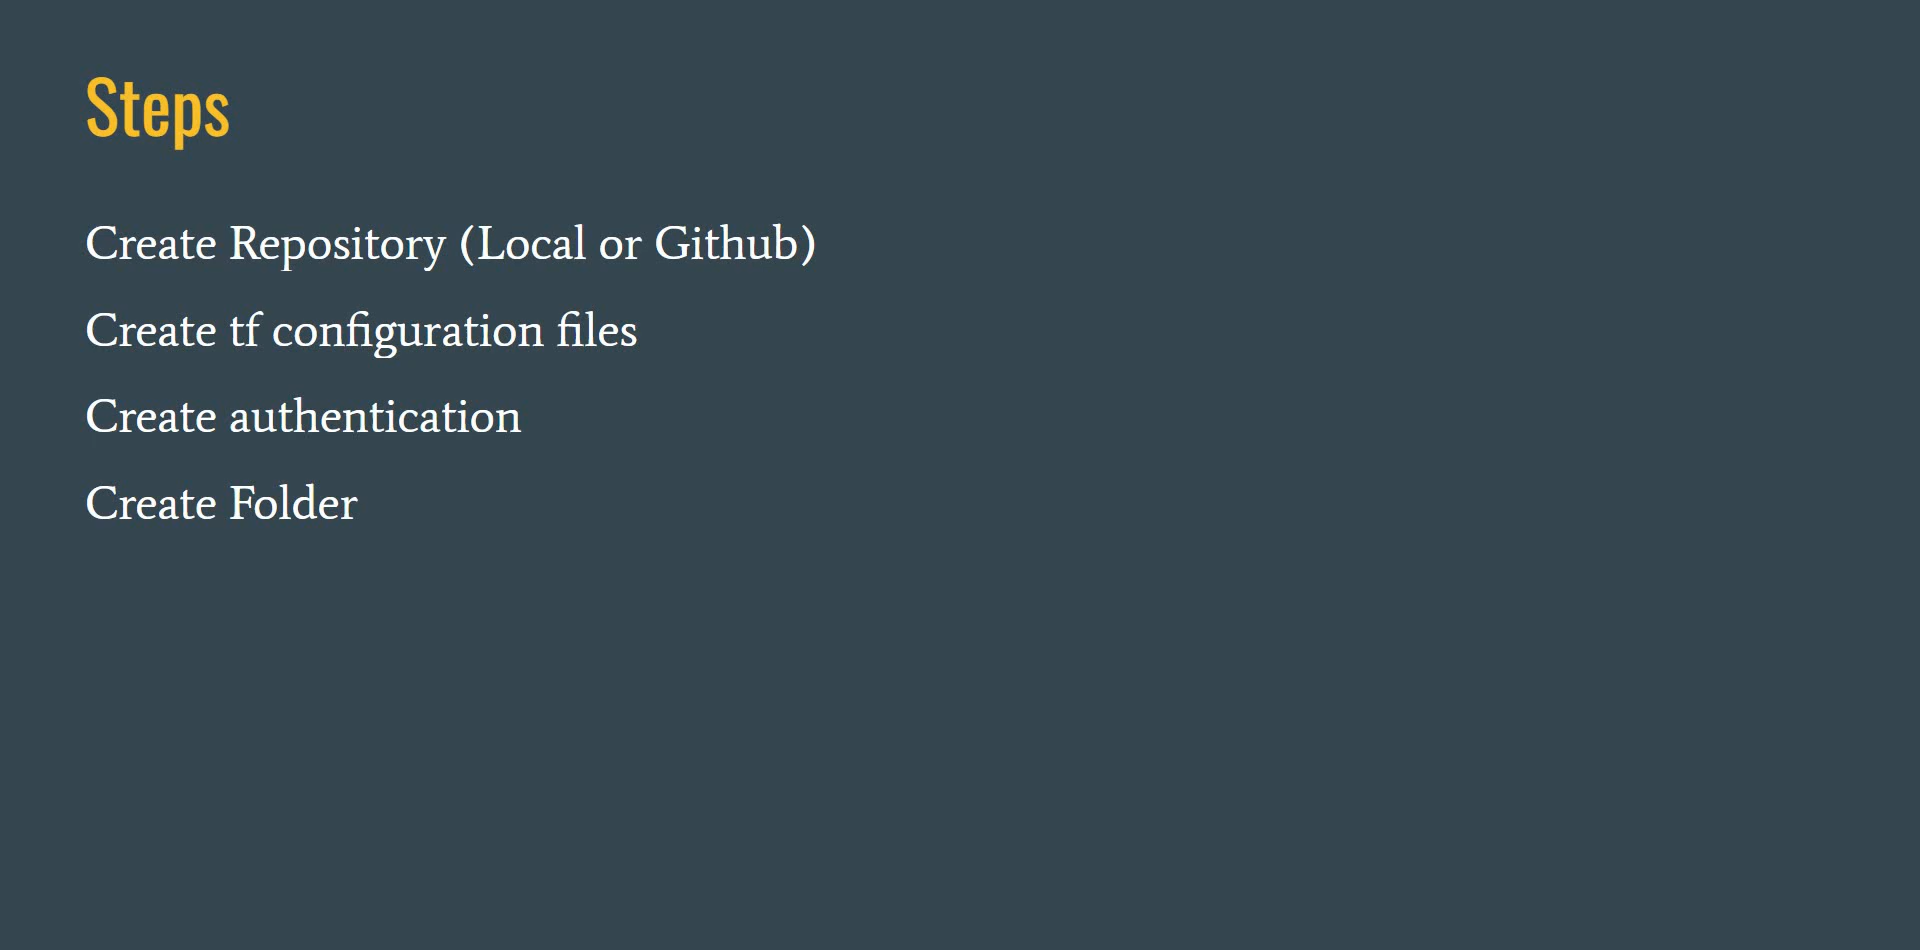 Steps
Create Repository (Local or Github)
Create tf configuration files
Create authentication
Create Folder